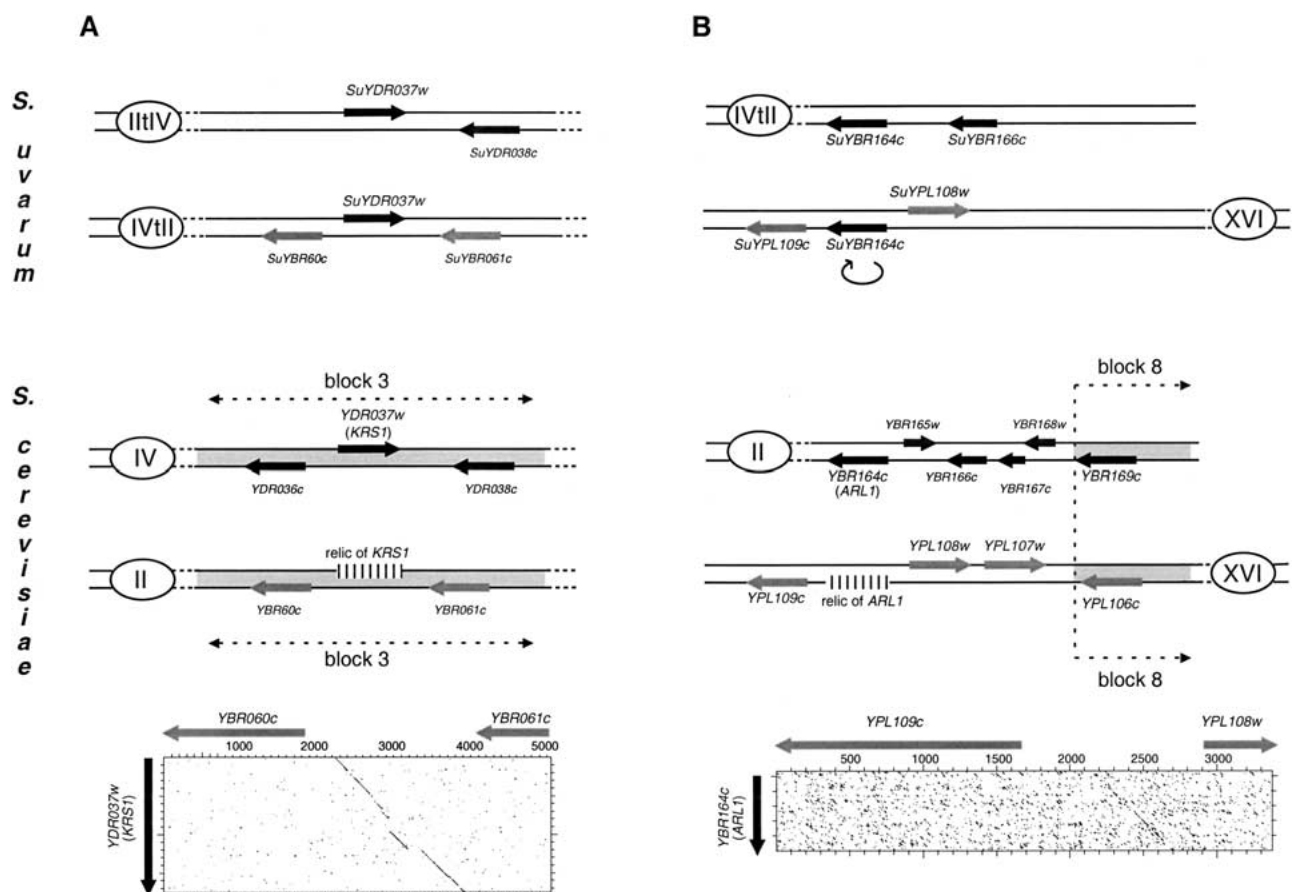 A
S. uvarum
IItIV
SuYDR037w
SuYDR038c
IVtII
SuYDR037w
SuYBR60c
SuYBR061c
S. cerevisiae
block 3
YDR037w
(KRS1)
IV
YDR036c
YDR038c
relic of KRS1
II
YBR60c
YBR061c
block 3
YBR060c
YBR061c
1000 2000 3000 4000 5000
YDR037w
(KRS1)
B
IVtII
SuYBR164c
SuYBR166c
SuYPL108w
XVI
SuYPL109c
SuYBR164c
block 8
YBR165w
YBR168w
II
YBR164c
(ARL1)
YBR166c
YBR167c
YBR169c
YPL108w
YPL107w
XVI
YPL109c
relic of ARL1
YPL106c
block 8
YPL109c
YPL108w
500 1000 1500 2000 2500 3000
YBR164c
(ARL1)